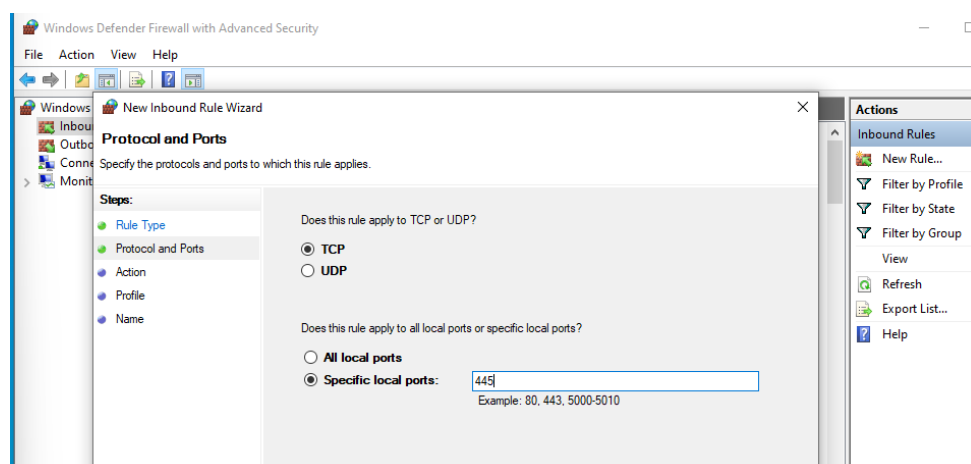 Windows Defender Firewall with Advanced Security
File Action View Help
Windows
Inbou
Outbo
Conne
Monit
New Inbound Rule Wizard
Protocol and Ports
Specify the protocols and ports to which this rule applies.
Steps:
Rule Type
Protocol and Ports
Action
Profile
Name
Does this rule apply to TCP or UDP?
TCP
UDP
Does this rule apply to all local ports or specific local ports?
All local ports
Specific local ports: 445
Example: 80, 443, 5000-5010
Actions
Inbound Rules
New Rule...
Filter by Profile
Filter by State
Filter by Group
View
Refresh
Export List...
Help